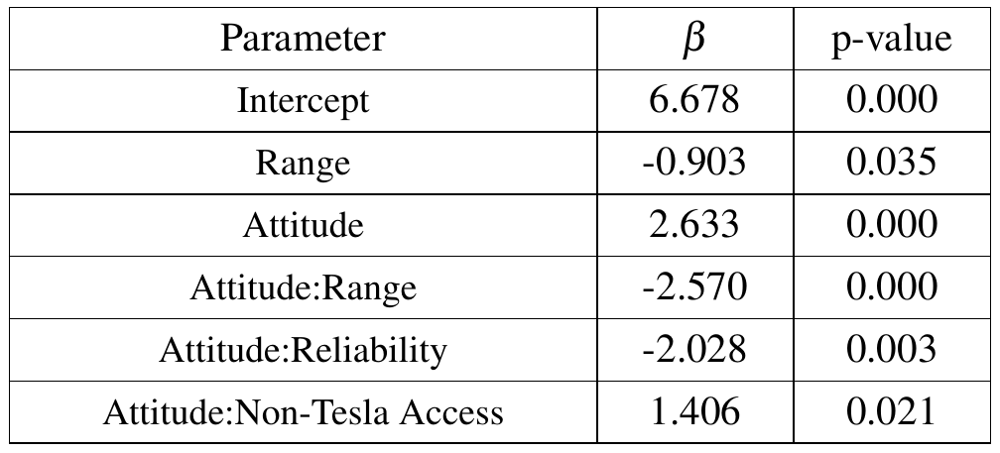 Parameter β p-value
Intercept 6.678 0.000
Range -0.903 0.035
Attitude 2.633 0.000
Attitude:Range -2.570 0.000
Attitude:Reliability -2.028 0.003
Attitude:Non-Tesla Access 1.406 0.021